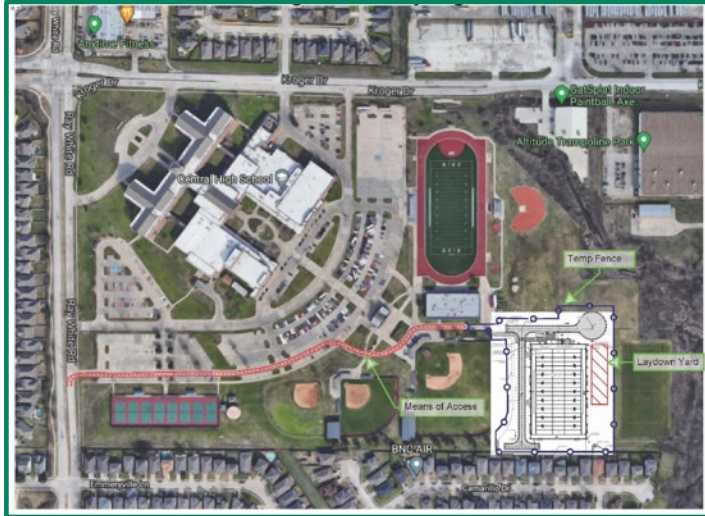 Anytime Fitness
Kroger Dr
Kroger Dr
GatSplat Indoor
Paintball, Axe...
Altitude Trampoline Park
Ray White Rd
Central High School
Temp Fence
Ray White Rd
Laydown Yard
Means of Access
BNC AIR
Emmeryville Ln
Camarillo Dr